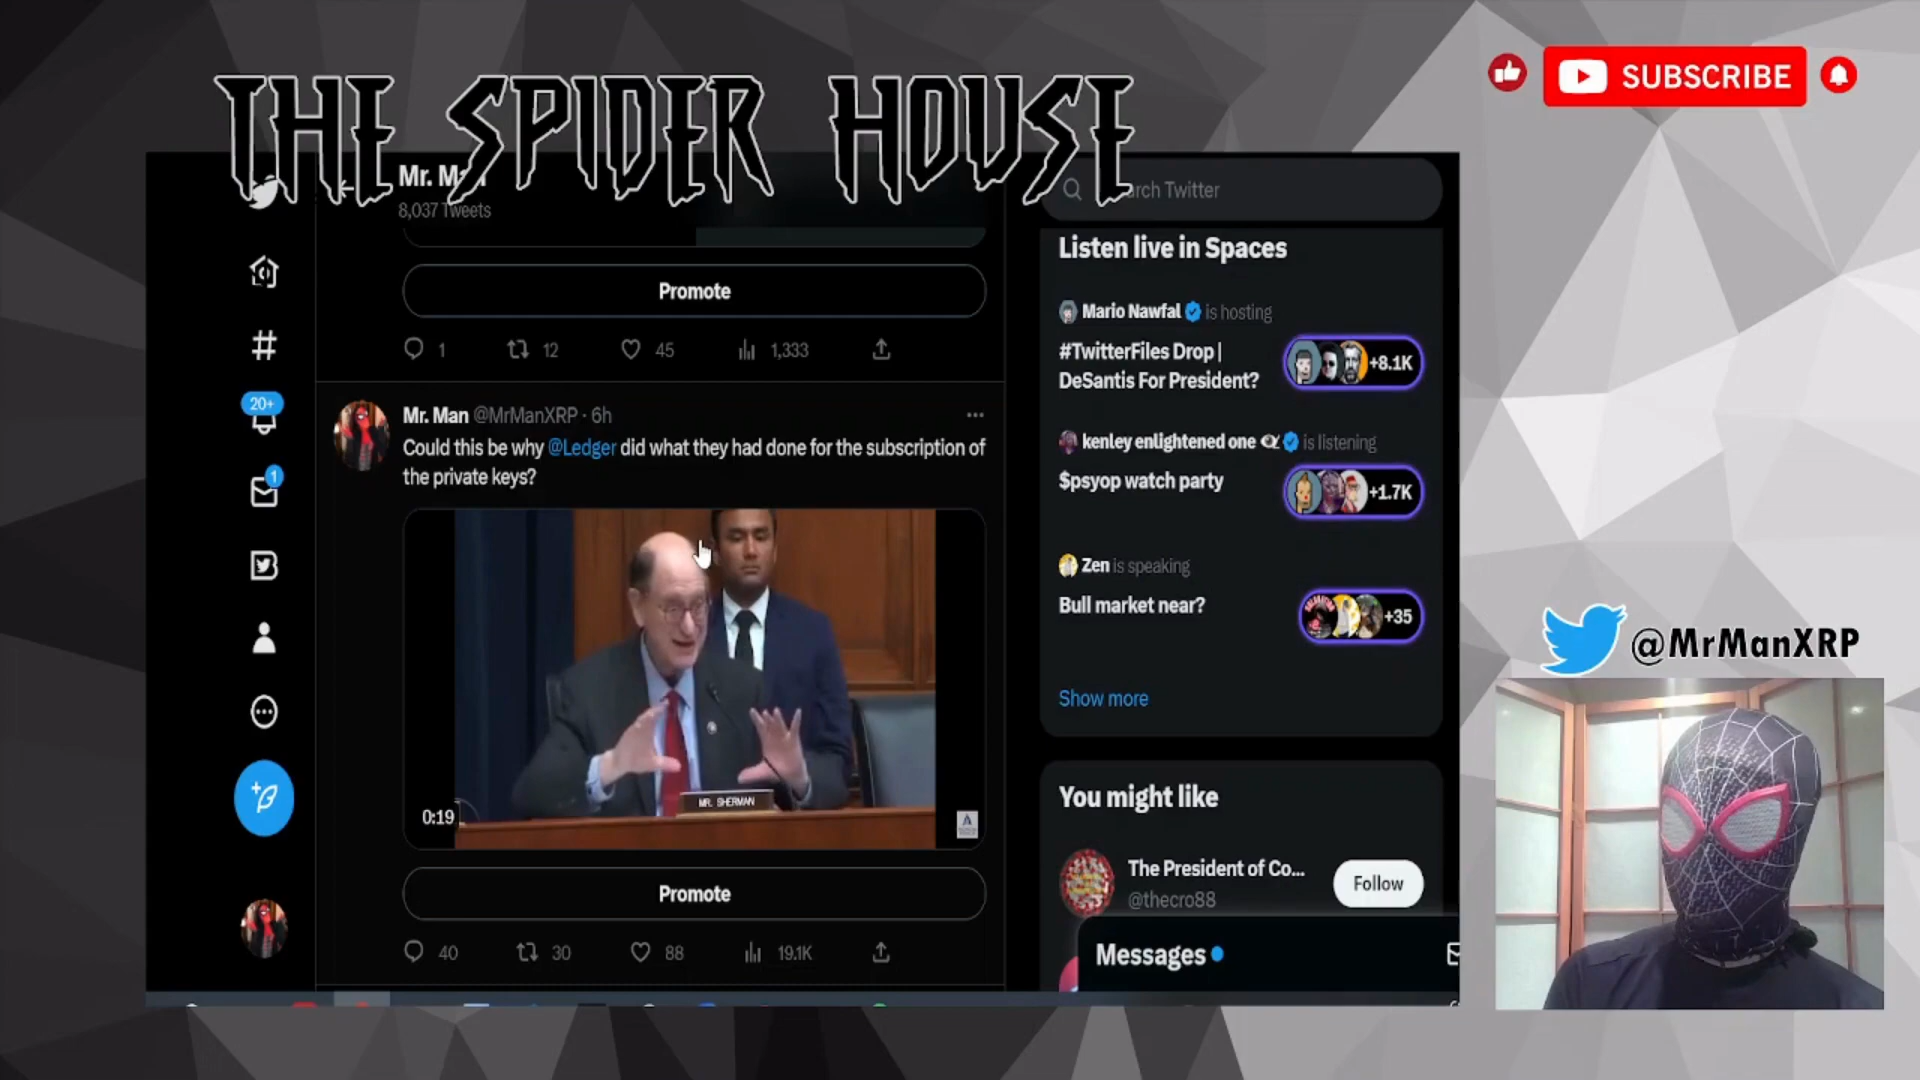 THE SPIDER HOUSE
SUBSCRIBE
Mr. M
8,037 Tweets
rch Twitter
Promote
1 12 45 1,333
Mr. Man @MrManXRP · 6h
Could this be why @Ledger did what they had done for the subscription of
the private keys?
MR. SHERMAN
0:19
Promote
40 30 88 19.1K
20+
1
Listen live in Spaces
Mario Nawfal is hosting
#TwitterFiles Drop |
DeSantis For President?
+8.1K
kenley enlightened one is listening
$psyop watch party
+1.7K
Zen is speaking
Bull market near?
+35
Show more
You might like
The President of Co...
@thecro88
Follow
Messages
@MrManXRP